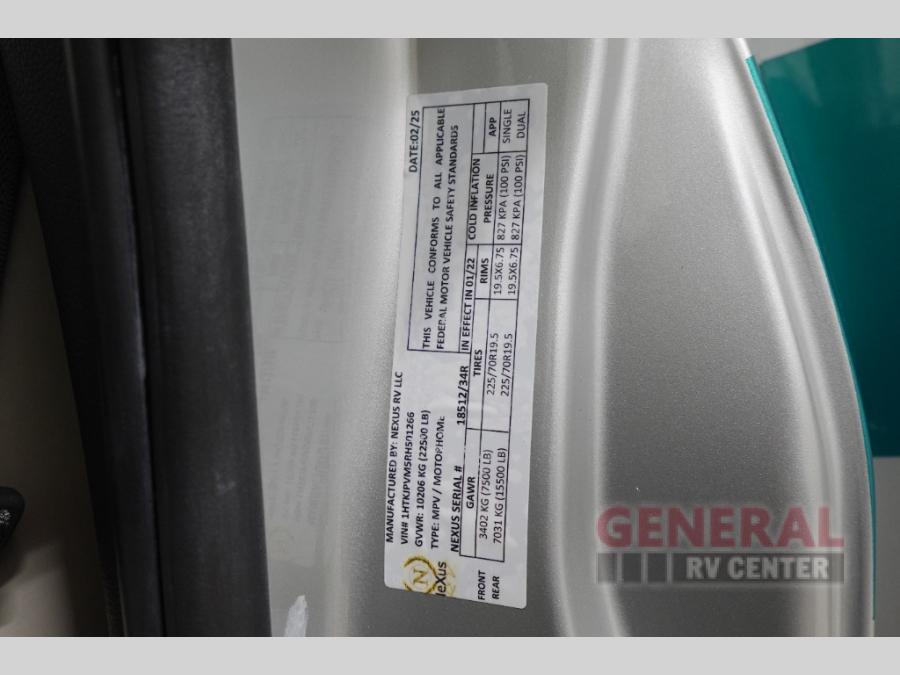 MANUFACTURED BY: NEXUS RV LLC
DATE:02/25
VIN# 1HTKJPVM5RH501266
GVWR: 10206 KG (22500 LB)
TYPE: MPV / MOTORHOME
THIS VEHICLE CONFORMS TO ALL APPLICABLE
FEDERAL MOTOR VEHICLE SAFETY STANDARDS
IN EFFECT IN 01/22
NEXUS SERIAL # 18512/34R
GAWR TIRES RIMS COLD INFLATION PRESSURE APP
FRONT 3402 KG (7500 LB) 225/70R19.5 19.5X6.75 827 KPA (100 PSI) SINGLE
REAR 7031 KG (15500 LB) 225/70R19.5 19.5X6.75 827 KPA (100 PSI) DUAL
N
neXus
GENERAL
RV CENTER